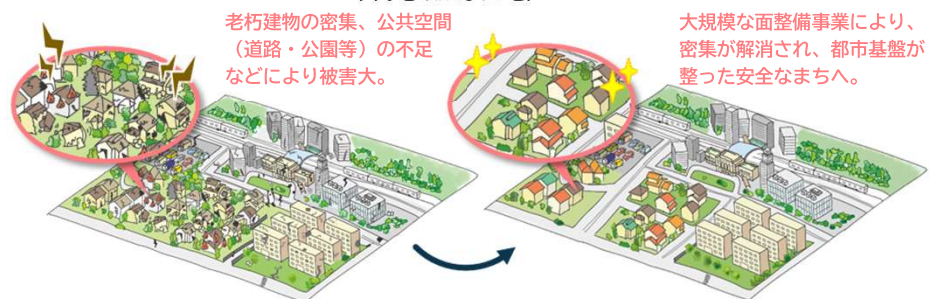 老朽建物の密集、公共空間
（道路・公園等）の不足
などにより被害大。
大規模な面整備事業により、
密集が解消され、都市基盤が
整った安全なまちへ。